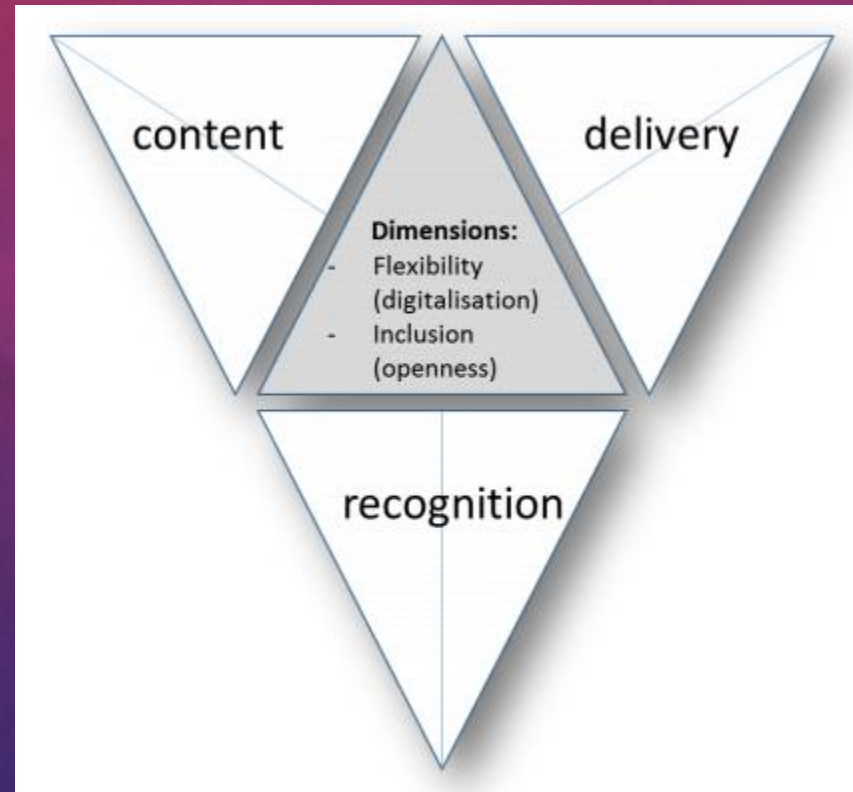 content
delivery
Dimensions:
- Flexibility
(digitalisation)
- Inclusion
(openness)
recognition